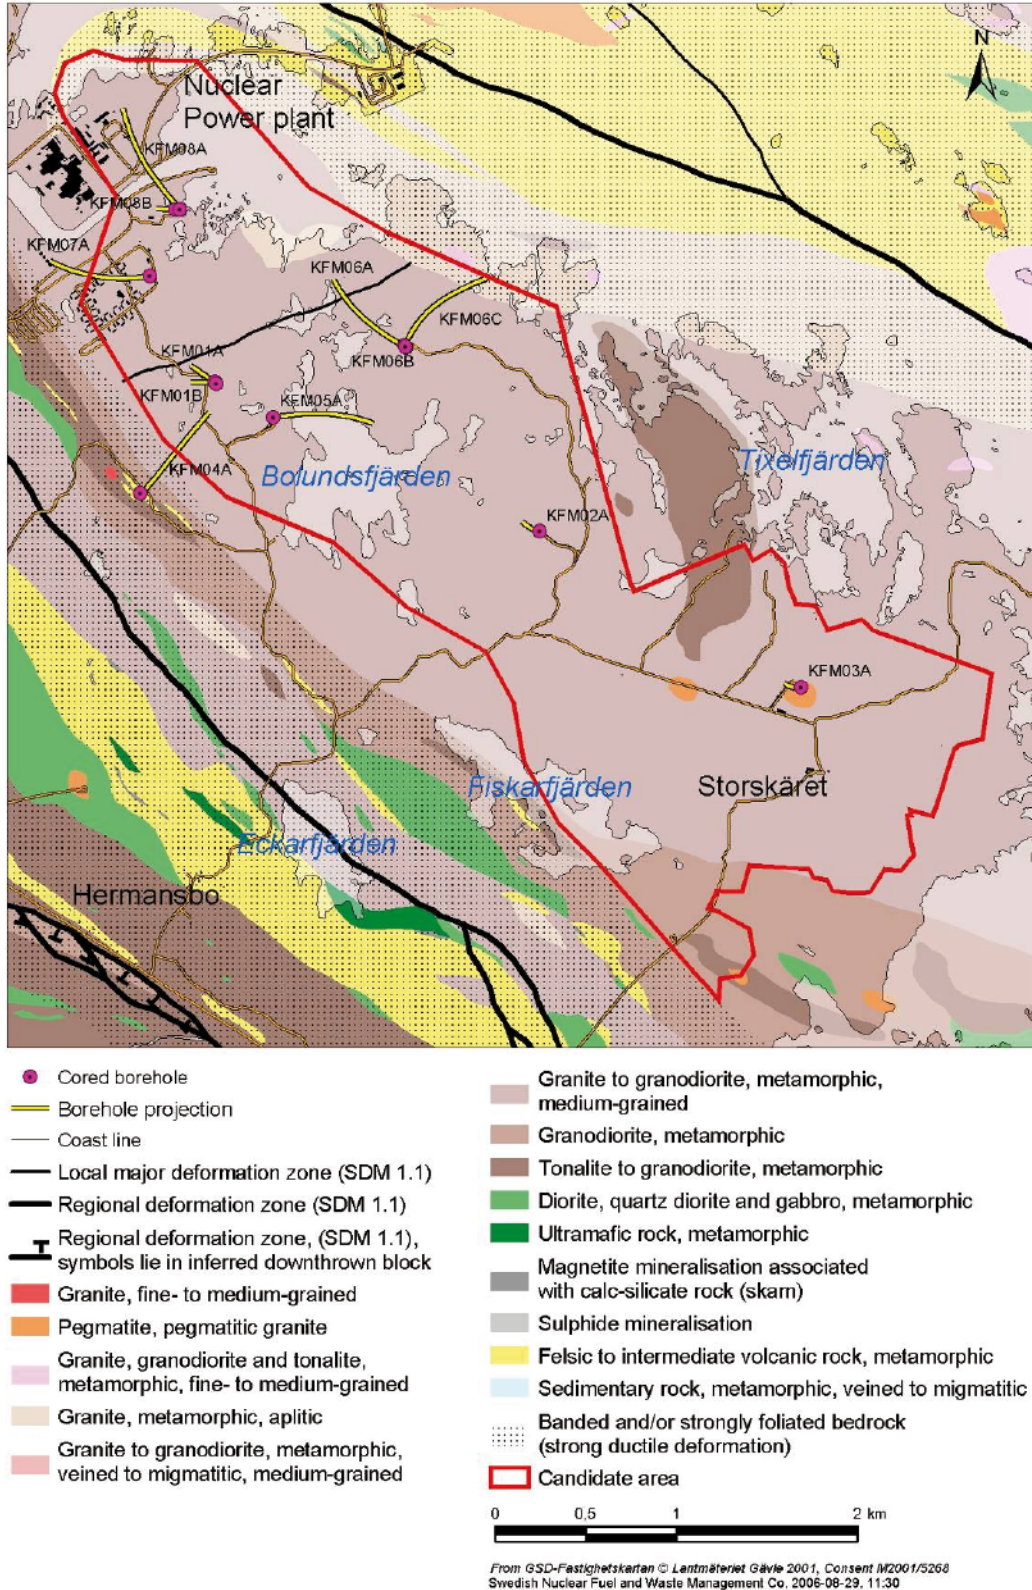 N
Nuclear
Power plant
KFM08A
KFM08B
KFM07A
KFM06A
KFM06C
KFM01A
KFM06B
KFM01B
KFM05A
KFM04A
Bolundsfjärden
Tixelfjärden
KFM02A
KFM03A
Storskäret
Fiskarfjärden
Eckarfjärden
Hermansbo
Cored borehole
Borehole projection
Coast line
Local major deformation zone (SDM 1.1)
Regional deformation zone (SDM 1.1)
Regional deformation zone, (SDM 1.1),
symbols lie in inferred downthrown block
Granite, fine- to medium-grained
Pegmatite, pegmatitic granite
Granite, granodiorite and tonalite,
metamorphic, fine- to medium-grained
Granite, metamorphic, aplitic
Granite to granodiorite, metamorphic,
veined to migmatitic, medium-grained
Granite to granodiorite, metamorphic,
medium-grained
Granodiorite, metamorphic
Tonalite to granodiorite, metamorphic
Diorite, quartz diorite and gabbro, metamorphic
Ultramafic rock, metamorphic
Magnetite mineralisation associated
with calc-silicate rock (skarn)
Sulphide mineralisation
Felsic to intermediate volcanic rock, metamorphic
Sedimentary rock, metamorphic, veined to migmatitic
Banded and/or strongly foliated bedrock
(strong ductile deformation)
Candidate area
0 0,5 1 2 km
From GSD-Fastighetskartan © Lantmäteriet Gävle 2001, Consent M2001/5268
Swedish Nuclear Fuel and Waste Management Co, 2006-08-29, 11:30